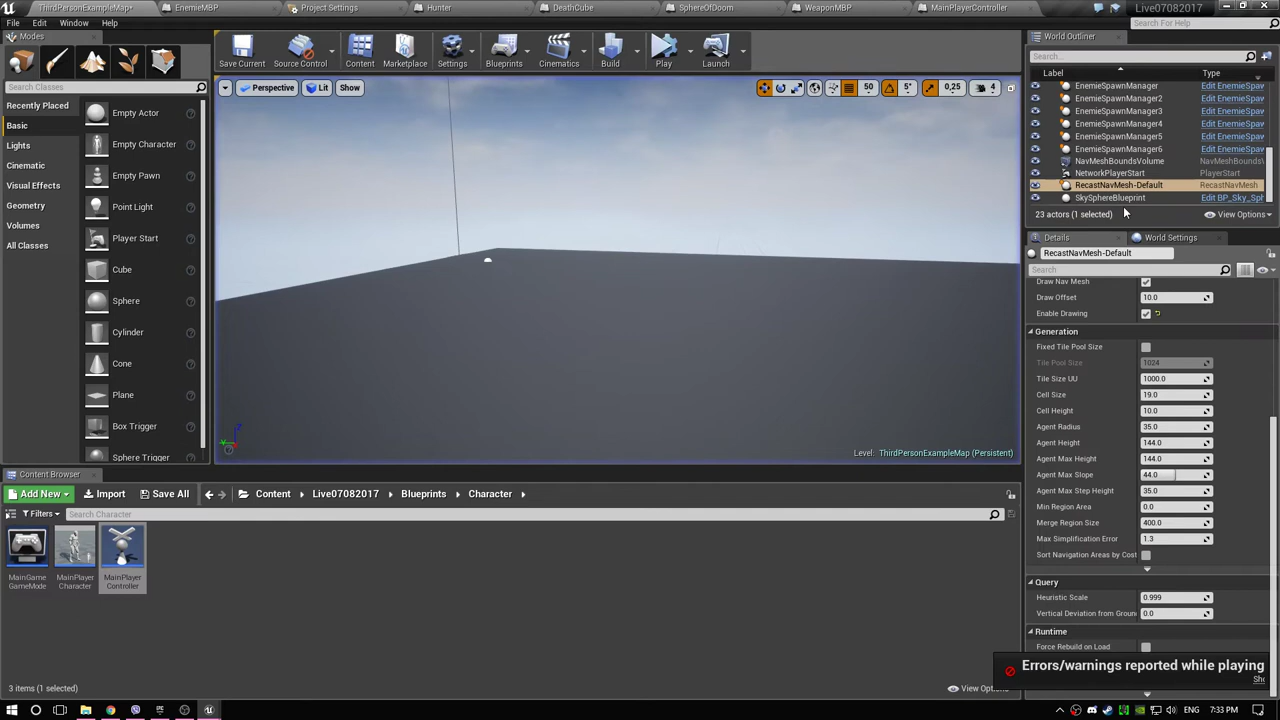 ThirdPersonExampleMap*
EnemieMBP
Project Settings
Hunter
DeathCube
SphereOfDoom
WeaponMBP
MainPlayerController
Live07082017
File Edit Window Help
Search For Help
Modes
Search Classes
Recently Placed
Basic
Lights
Cinematic
Visual Effects
Geometry
Volumes
All Classes
Empty Actor
Empty Character
Empty Pawn
Point Light
Player Start
Cube
Sphere
Cylinder
Cone
Plane
Box Trigger
Sphere Trigger
Save Current
Source Control
Content
Marketplace
Settings
Blueprints
Cinematics
Build
Play
Launch
Perspective
Lit
Show
50
5°
0,25
4
Level: ThirdPersonExampleMap (Persistent)
World Outliner
Search...
Label Type
EnemieSpawnManager Edit EnemieSpav
EnemieSpawnManager2 Edit EnemieSpav
EnemieSpawnManager3 Edit EnemieSpav
EnemieSpawnManager4 Edit EnemieSpav
EnemieSpawnManager5 Edit EnemieSpav
EnemieSpawnManager6 Edit EnemieSpav
NavMeshBoundsVolume NavMeshBounds
NetworkPlayerStart PlayerStart
RecastNavMesh-Default RecastNavMesh
SkySphereBlueprint Edit BP_Sky_Sph
23 actors (1 selected) View Options
Details World Settings
RecastNavMesh-Default
Search
Draw Nav Mesh
Draw Offset 10.0
Enable Drawing
Generation
Fixed Tile Pool Size
Tile Pool Size 1024
Tile Size UU 1000.0
Cell Size 19.0
Cell Height 10.0
Agent Radius 35.0
Agent Height 144.0
Agent Max Height 144.0
Agent Max Slope 44.0
Agent Max Step Height 35.0
Min Region Area 0.0
Merge Region Size 400.0
Max Simplification Error 1.3
Sort Navigation Areas by Cost
Query
Heuristic Scale 0.999
Vertical Deviation from Groun 0.0
Runtime
Force Rebuild on Load
Errors/warnings reported while playing
Content Browser
Add New Import Save All Content Live07082017 Blueprints Character
Filters Search Character
MainGame
GameMode
MainPlayer
Character
MainPlayer
Controller
3 items (1 selected)
View Options
ENG 7:33 PM